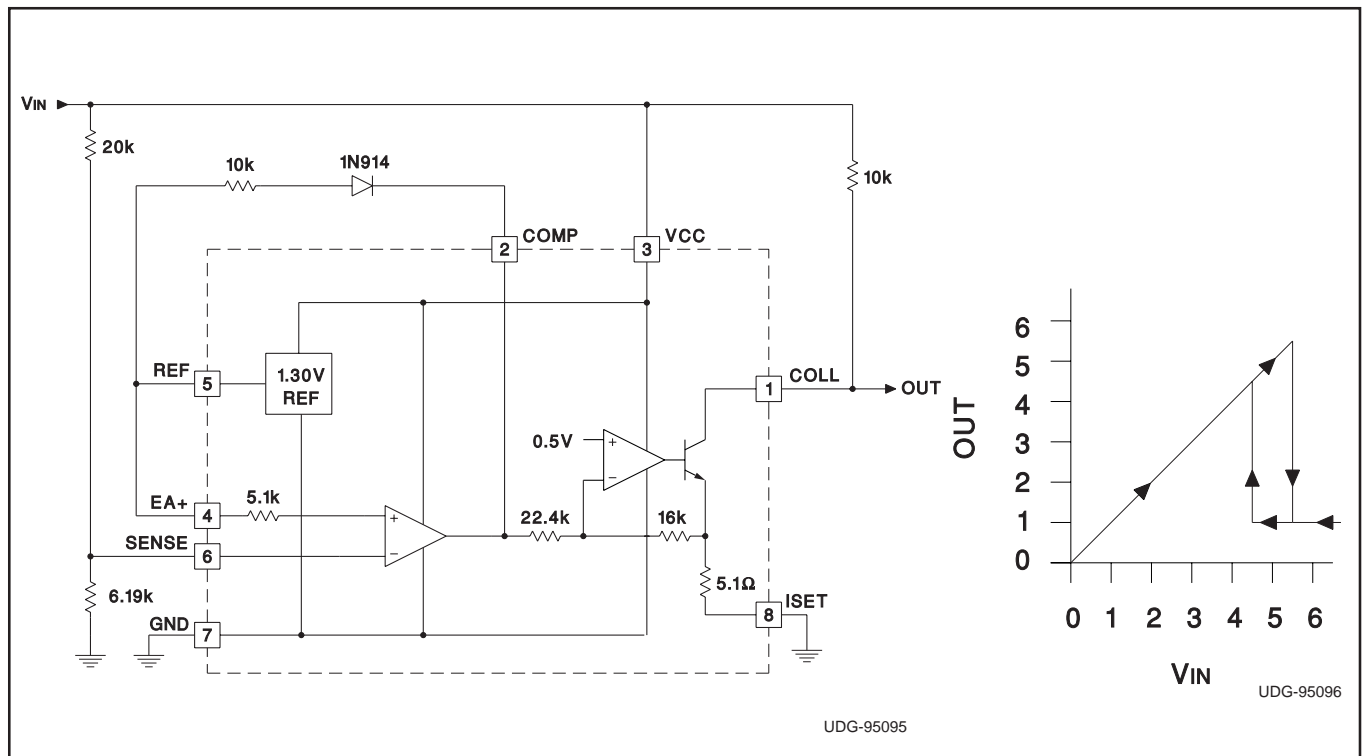 VIN
20k
10k
1N914
10k
2
COMP
3
VCC
REF
5
1.30V
REF
1
COLL
OUT
0.5V
+
−
EA+
4
5.1k
+
−
22.4k
16k
SENSE
6
5.1Ω
6.19k
ISET
8
GND
7
UDG-95095
6
5
4
3
2
1
0
OUT
0 1 2 3 4 5 6
VIN
UDG-95096